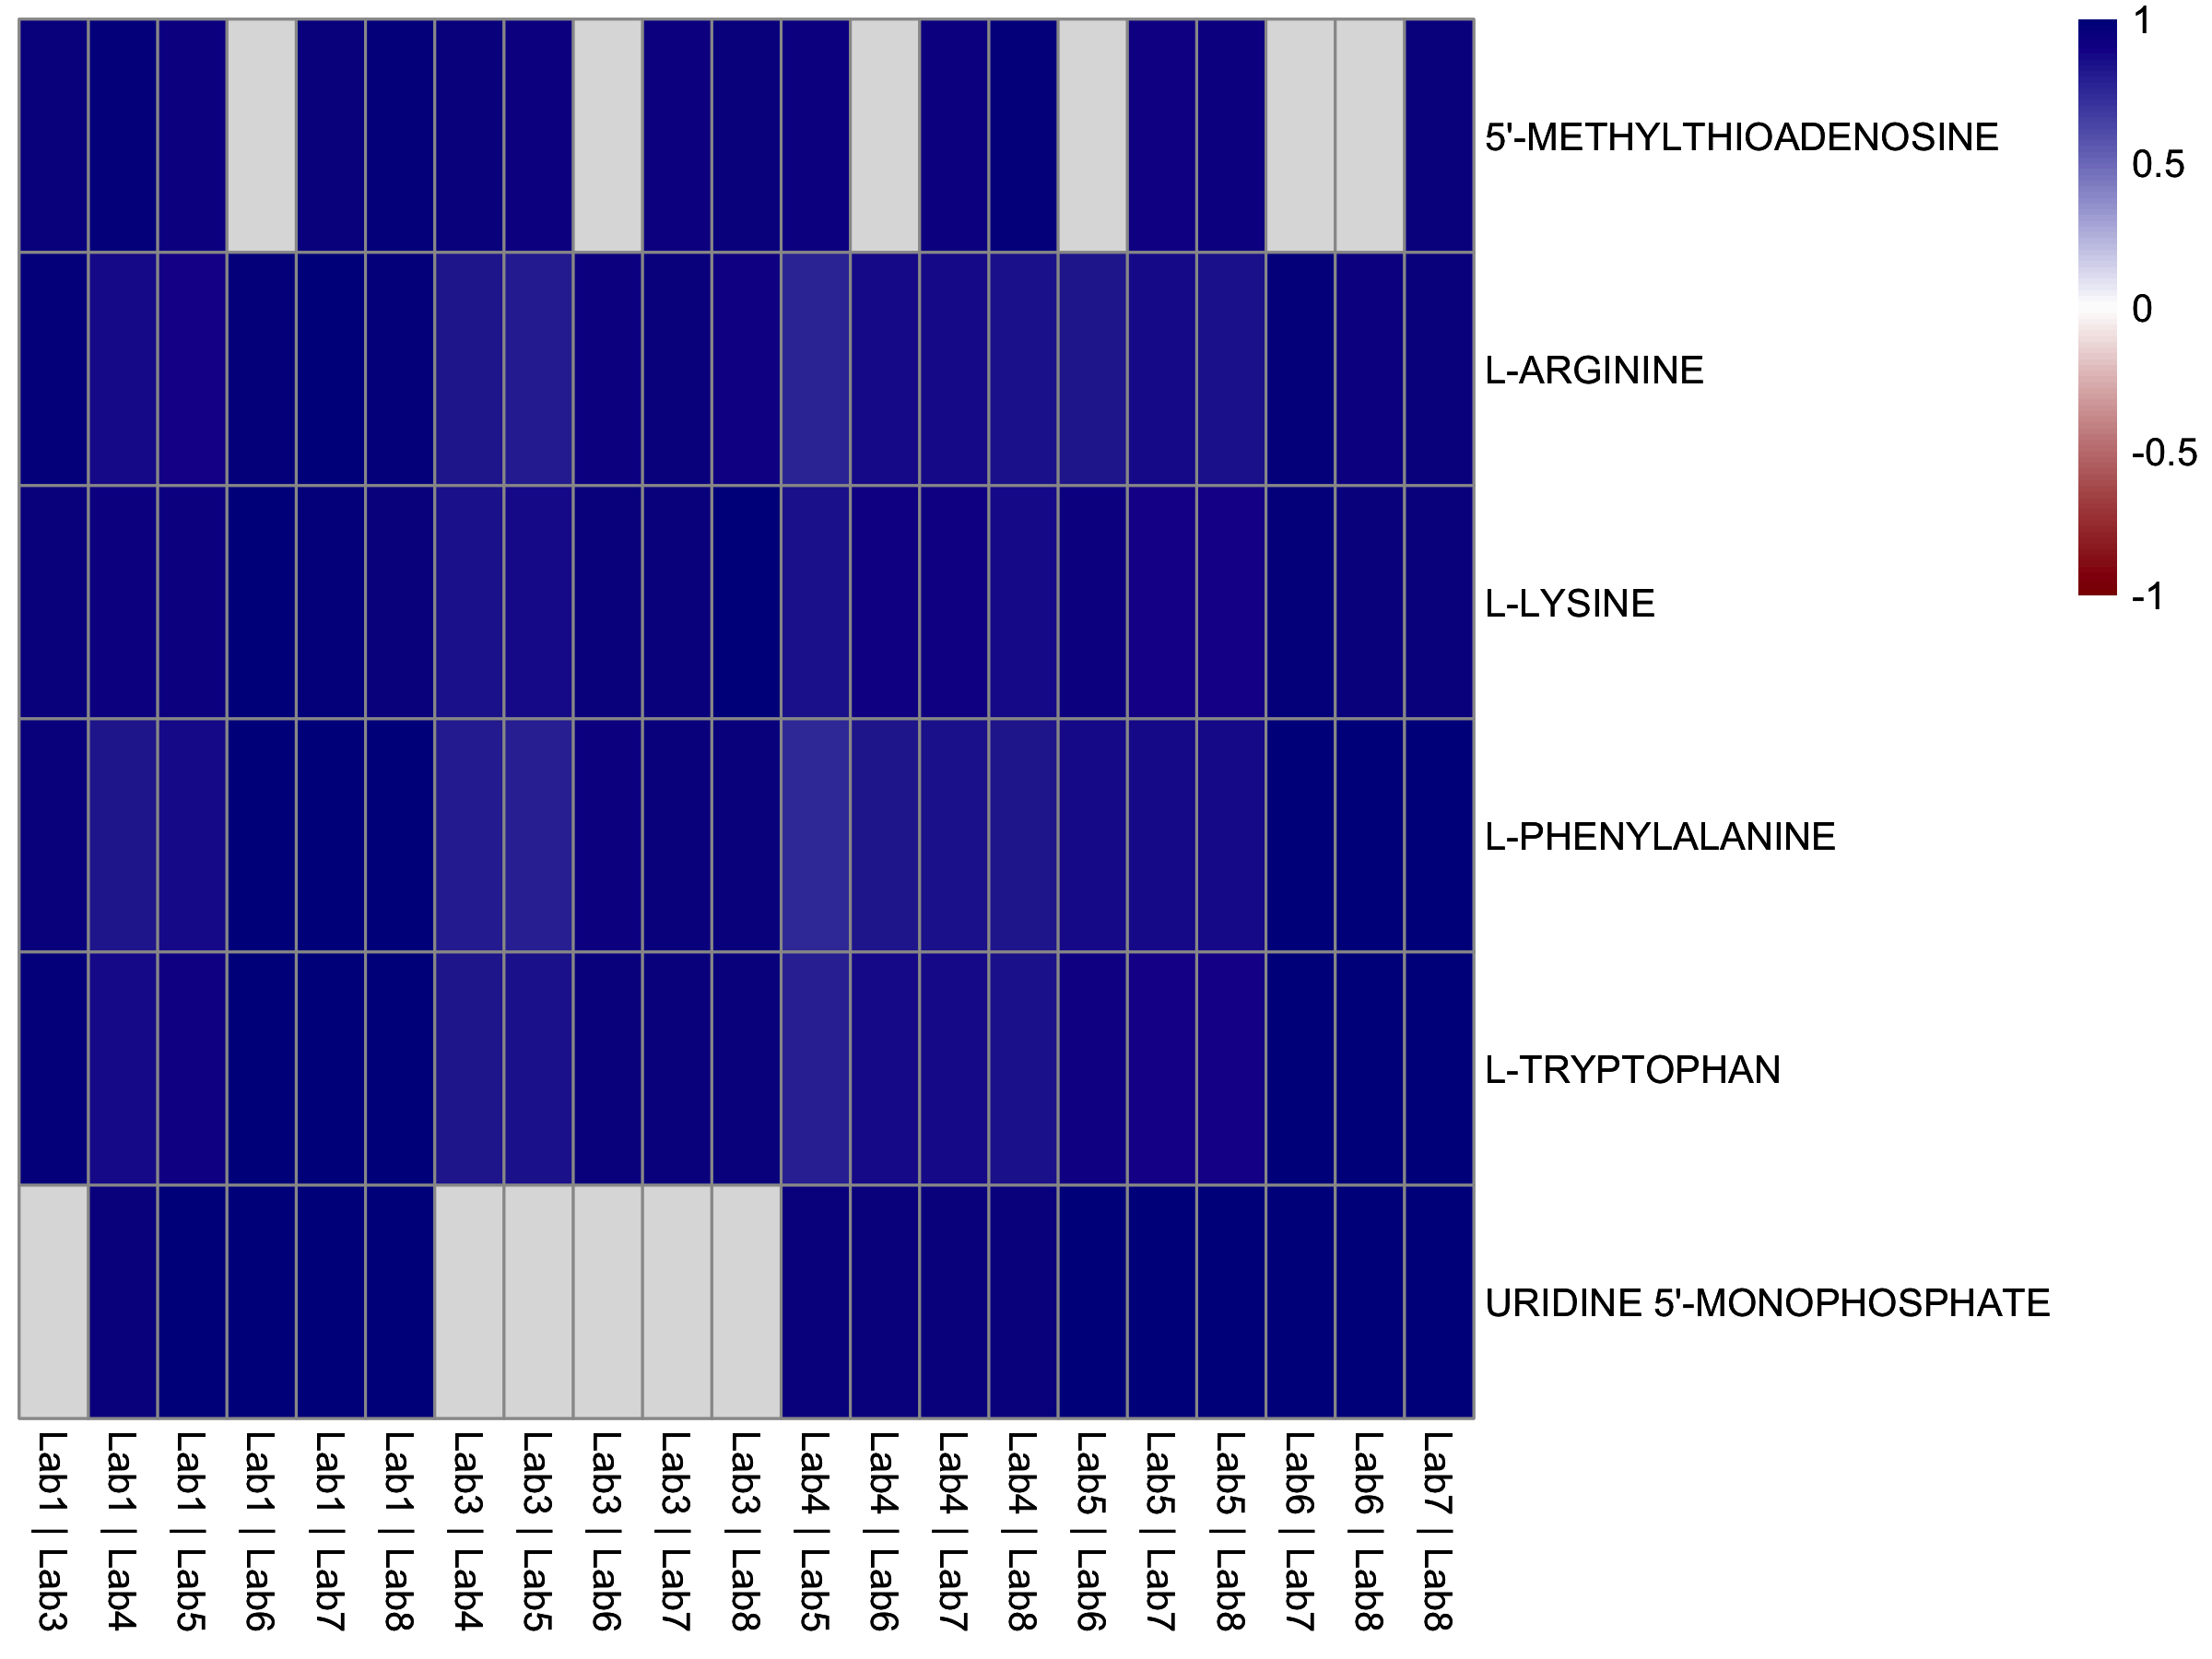 1
0.5
0
-0.5
-1
5'-METHYLTHIOADENOSINE
L-ARGININE
L-LYSINE
L-PHENYLALANINE
L-TRYPTOPHAN
URIDINE 5'-MONOPHOSPHATE
Lab1 | Lab3
Lab1 | Lab4
Lab1 | Lab5
Lab1 | Lab6
Lab1 | Lab7
Lab1 | Lab8
Lab3 | Lab4
Lab3 | Lab5
Lab3 | Lab6
Lab3 | Lab7
Lab3 | Lab8
Lab4 | Lab5
Lab4 | Lab6
Lab4 | Lab7
Lab4 | Lab8
Lab5 | Lab6
Lab5 | Lab7
Lab5 | Lab8
Lab6 | Lab7
Lab6 | Lab8
Lab7 | Lab8